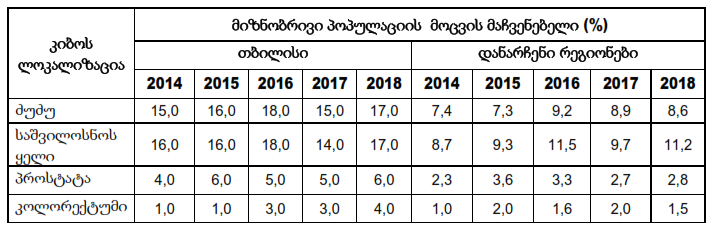 კიბოს ლოკალიზაცია მიზნობრივი პოპულაციის მოცვის მაჩვენებელი (%)
თბილისი დანარჩენი რეგიონები
2014 2015 2016 2017 2018 2014 2015 2016 2017 2018
ძუძუ 15,0 16,0 18,0 15,0 17,0 7,4 7,3 9,2 8,9 8,6
საშვილოსნოს ყელი 16,0 16,0 18,0 14,0 17,0 8,7 9,3 11,5 9,7 11,2
პროსტატა 4,0 6,0 5,0 5,0 6,0 2,3 3,6 3,3 2,7 2,8
კოლორექტუმი 1,0 1,0 3,0 3,0 4,0 1,0 2,0 1,6 2,0 1,5